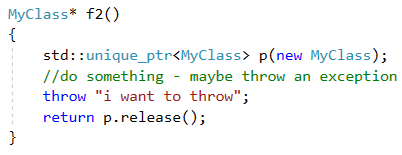 MyClass* f2()
{
std::unique_ptr<MyClass> p(new MyClass);
//do something - maybe throw an exception
throw "i want to throw";
return p.release();
}